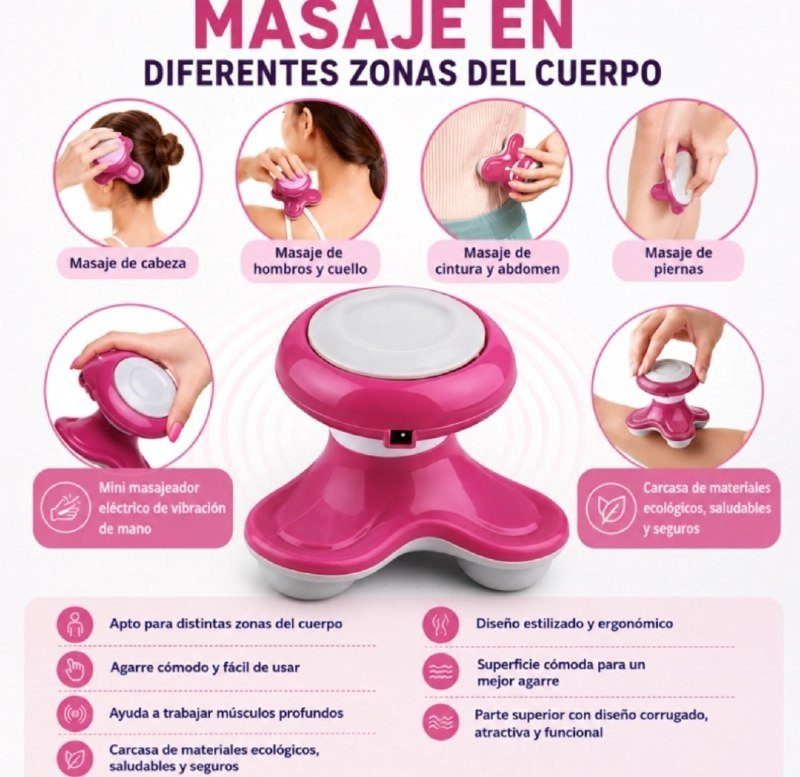 MASAJE EN
DIFERENTES ZONAS DEL CUERPO
Masaje de cabeza
Masaje de
hombros y cuello
Masaje de
cintura y abdomen
Masaje de
piernas
Mini masajeador
eléctrico de vibración
de mano
Carcasa de materiales
ecológicos, saludables
y seguros
Apto para distintas zonas del cuerpo
Agarre cómodo y fácil de usar
Ayuda a trabajar músculos profundos
Carcasa de materiales ecológicos,
saludables y seguros
Diseño estilizado y ergonómico
Superficie cómoda para un
mejor agarre
Parte superior con diseño corrugado,
atractiva y funcional